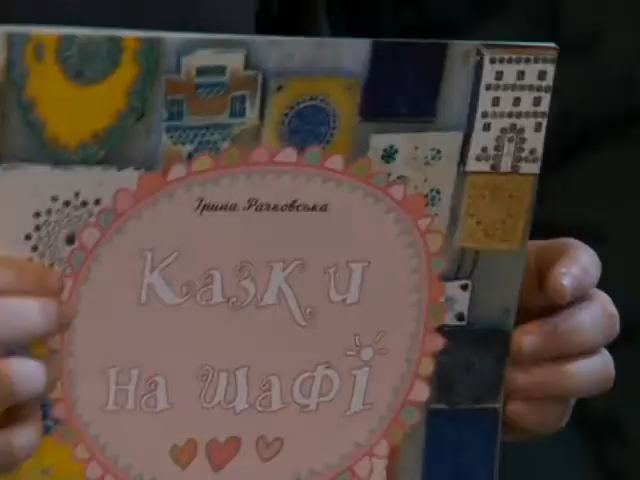 Ірина Рачковська
Казки
на шафі